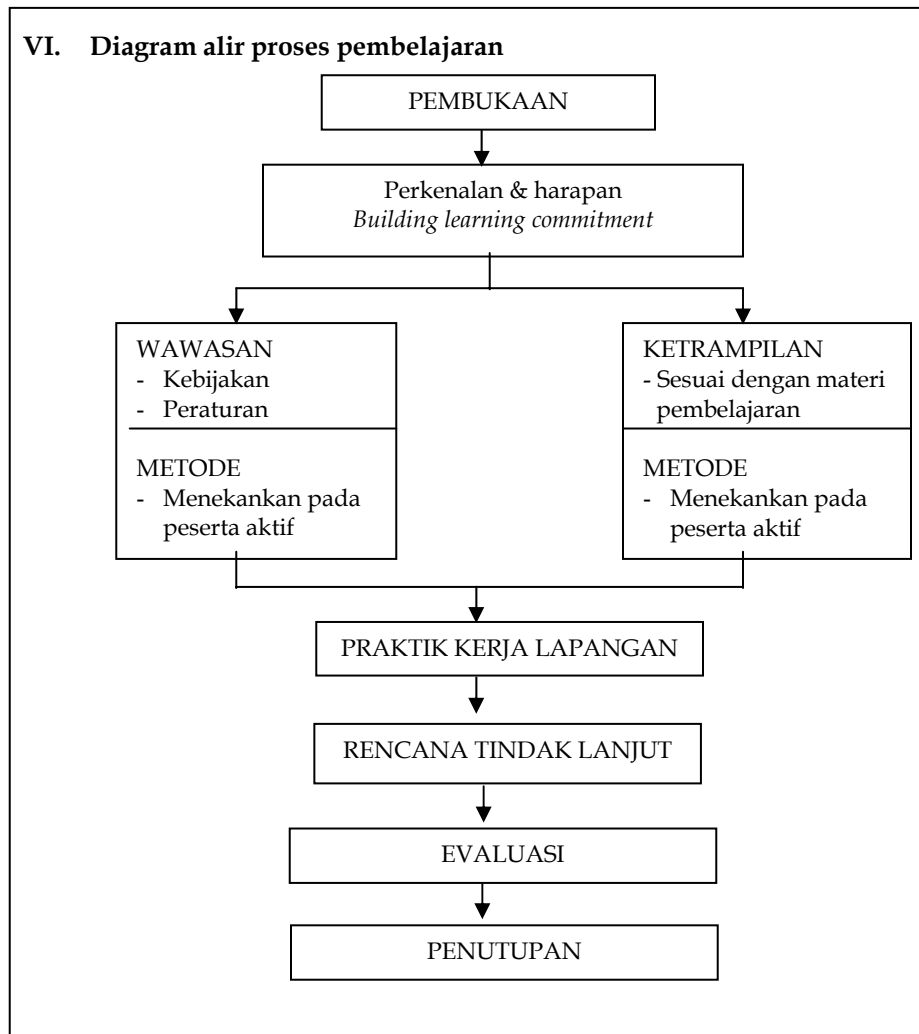 VI. Diagram alir proses pembelajaran
PEMBUKAAN
Perkenalan & harapan
Building learning commitment
WAWASAN
- Kebijakan
- Peraturan
METODE
- Menekankan pada
peserta aktif
KETRAMPILAN
- Sesuai dengan materi
pembelajaran
METODE
- Menekankan pada
peserta aktif
PRAKTIK KERJA LAPANGAN
RENCANA TINDAK LANJUT
EVALUASI
PENUTUPAN